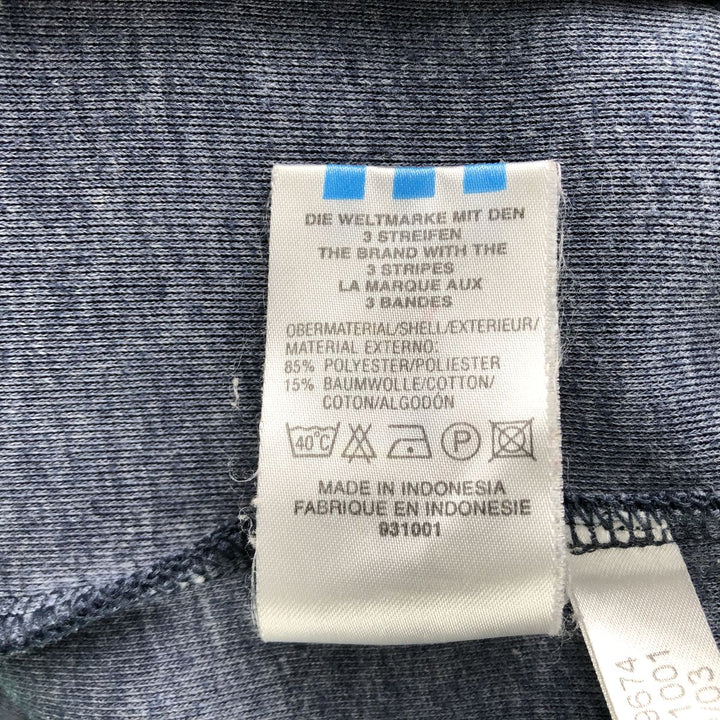 DIE WELTMARKE MIT DEN
3 STREIFEN
THE BRAND WITH THE
3 STRIPES
LA MARQUE AUX
3 BANDES
OBERMATERIAL/SHELL/EXTERIEUR/
MATERIAL EXTERNO:
85% POLYESTER/POLIESTER
15% BAUMWOLLE/COTTON/
COTON/ALGODÓN
40°C P
MADE IN INDONESIA
FABRIQUE EN INDONESIE
931001